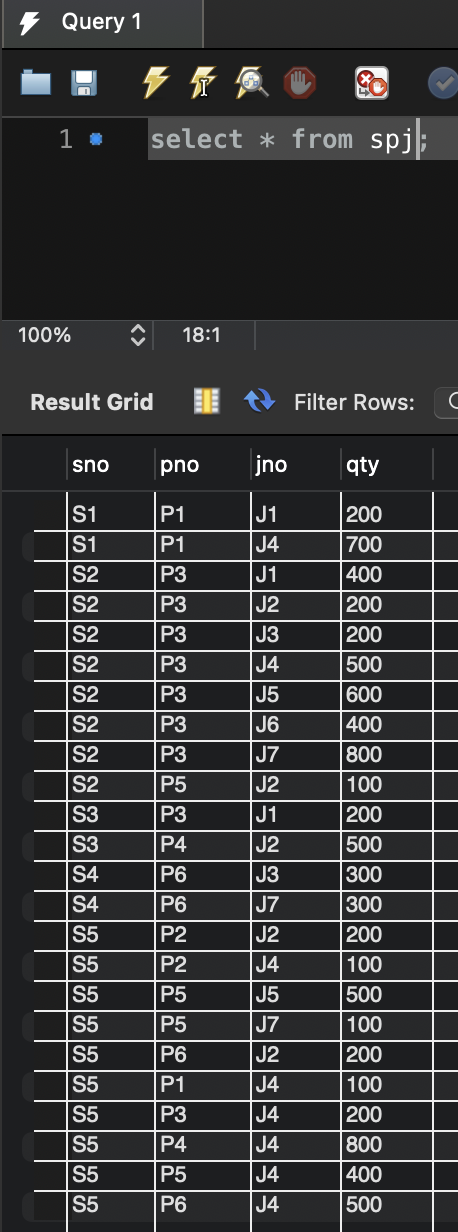 Query 1
1 select * from spj;
100% 18:1
Result Grid Filter Rows:
sno pno jno qty
S1 P1 J1 200
S1 P1 J4 700
S2 P3 J1 400
S2 P3 J2 200
S2 P3 J3 200
S2 P3 J4 500
S2 P3 J5 600
S2 P3 J6 400
S2 P3 J7 800
S2 P5 J2 100
S3 P3 J1 200
S3 P4 J2 500
S4 P6 J3 300
S4 P6 J7 300
S5 P2 J2 200
S5 P2 J4 100
S5 P5 J5 500
S5 P5 J7 100
S5 P6 J2 200
S5 P1 J4 100
S5 P3 J4 200
S5 P4 J4 800
S5 P5 J4 400
S5 P6 J4 500